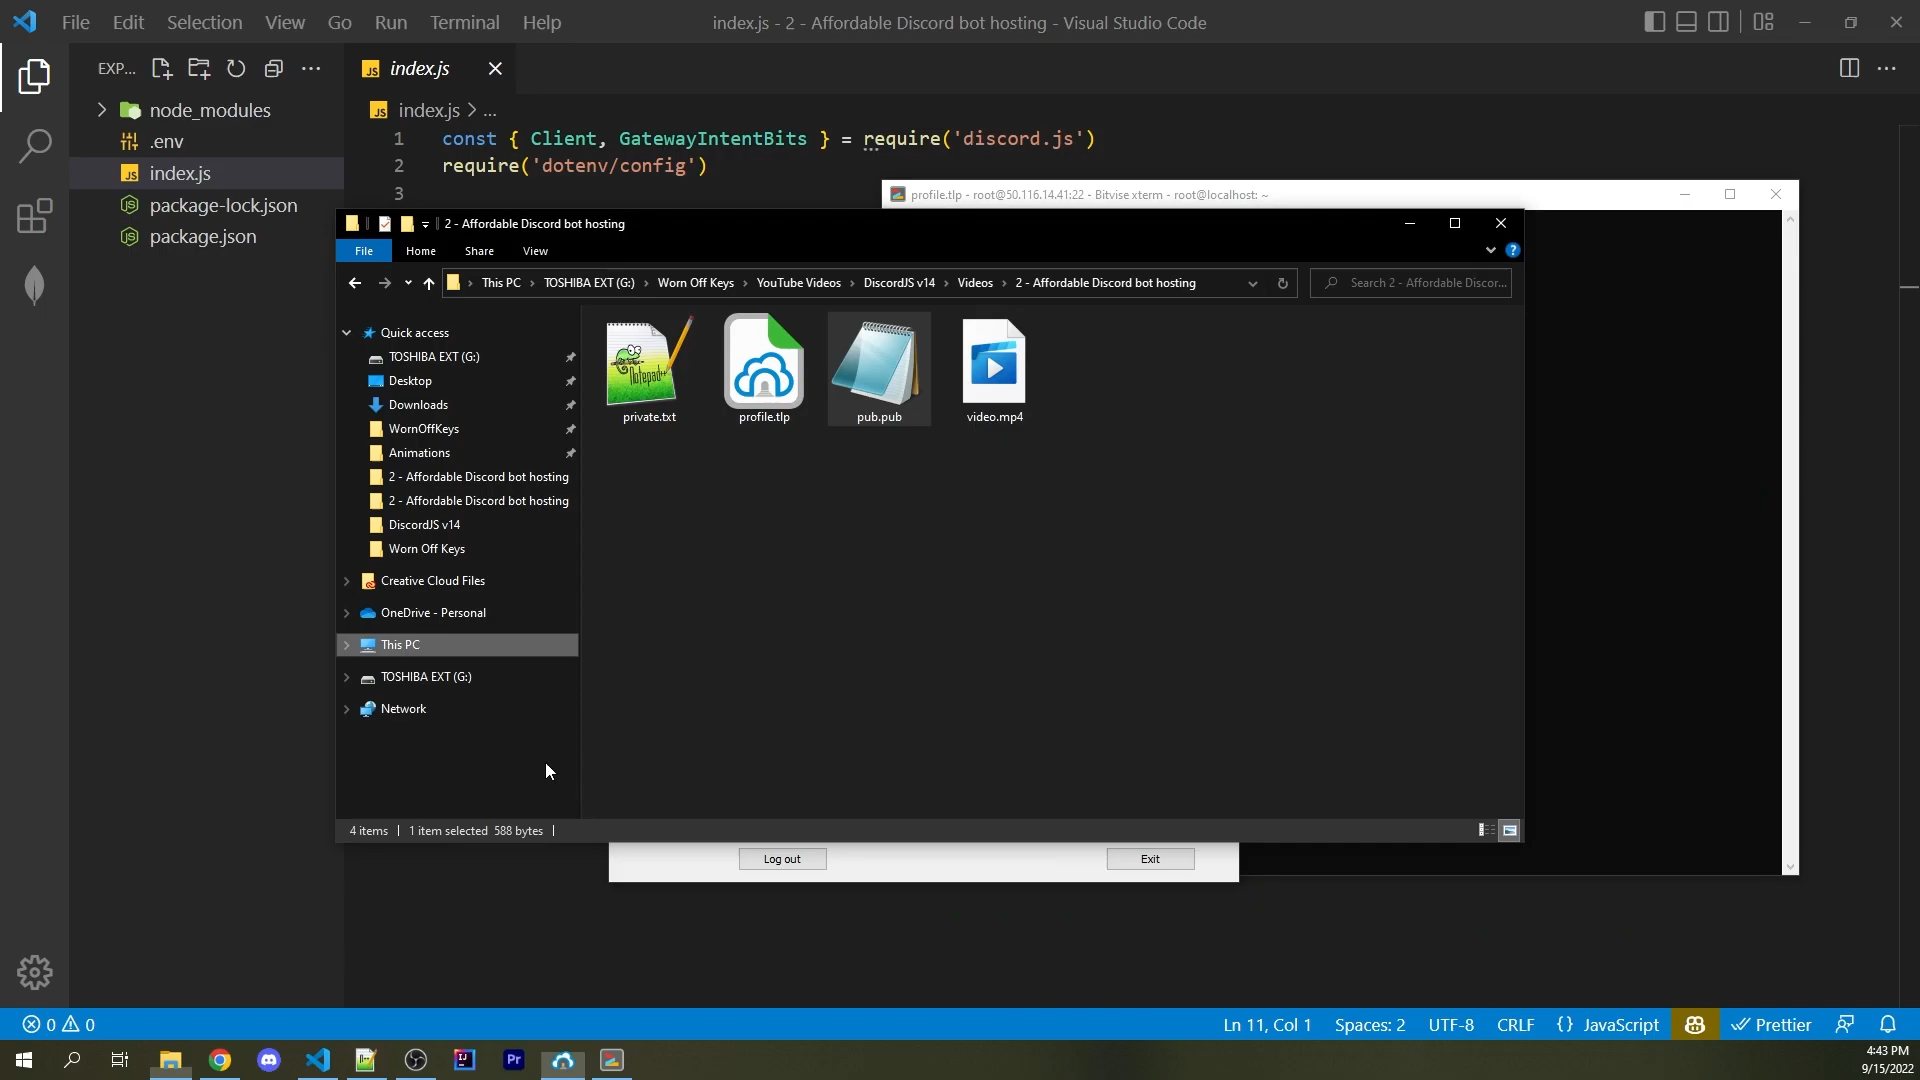 File Edit Selection View Go Run Terminal Help
index.js - 2 - Affordable Discord bot hosting - Visual Studio Code
EXP...
index.js
node_modules
.env
index.js
package-lock.json
package.json
index.js > ...
1 const { Client, GatewayIntentBits } = require('discord.js')
2 require('dotenv/config')
3
profile.tlp - root@50.116.14.41:22 - Bitvise xterm - root@localhost: ~
2 - Affordable Discord bot hosting
File Home Share View
This PC > TOSHIBA EXT (G:) > Worn Off Keys > YouTube Videos > DiscordJS v14 > Videos > 2 - Affordable Discord bot hosting
Search 2 - Affordable Discor...
Quick access
TOSHIBA EXT (G:)
Desktop
Downloads
WornOffKeys
Animations
2 - Affordable Discord bot hosting
2 - Affordable Discord bot hosting
DiscordJS v14
Worn Off Keys
Creative Cloud Files
OneDrive - Personal
This PC
TOSHIBA EXT (G:)
Network
Notepad++
private.txt
profile.tlp
pub.pub
video.mp4
4 items | 1 item selected 588 bytes |
Log out
Exit
0 0
Ln 11, Col 1 Spaces: 2 UTF-8 CRLF {} JavaScript Prettier
4:43 PM
9/15/2022